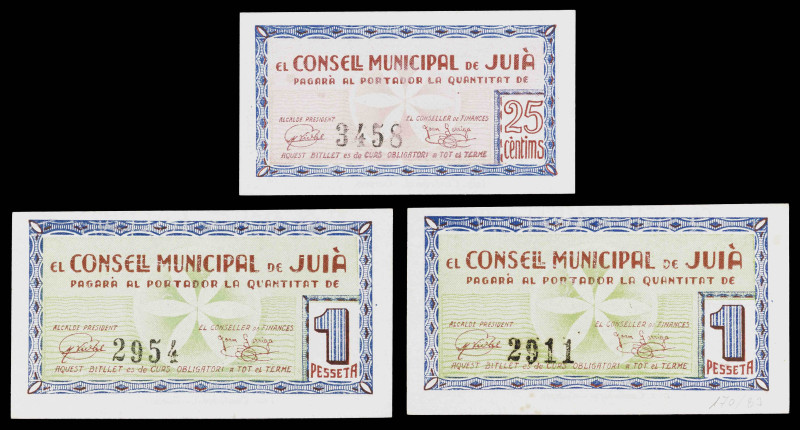 EL CONSELL MUNICIPAL DE JUIÀ
PAGARÀ AL PORTADOR LA QUANTITAT DE
ALCALDE PRESIDENT EL CONSELLER DE FINANCES
3458
25
CÈNTIMS
AQUEST BITLLET ES DE CURS OBLIGATORI A TOT EL TERME
EL CONSELL MUNICIPAL DE JUIÀ
PAGARÀ AL PORTADOR LA QUANTITAT DE
ALCALDE PRESIDENT EL CONSELLER DE FINANCES
2954
1
PESSETA
AQUEST BITLLET ES DE CURS OBLIGATORI A TOT EL TERME
EL CONSELL MUNICIPAL DE JUIÀ
PAGARÀ AL PORTADOR LA QUANTITAT DE
ALCALDE PRESIDENT EL CONSELLER DE FINANCES
2911
1
PESSETA
AQUEST BITLLET ES DE CURS OBLIGATORI A TOT EL TERME